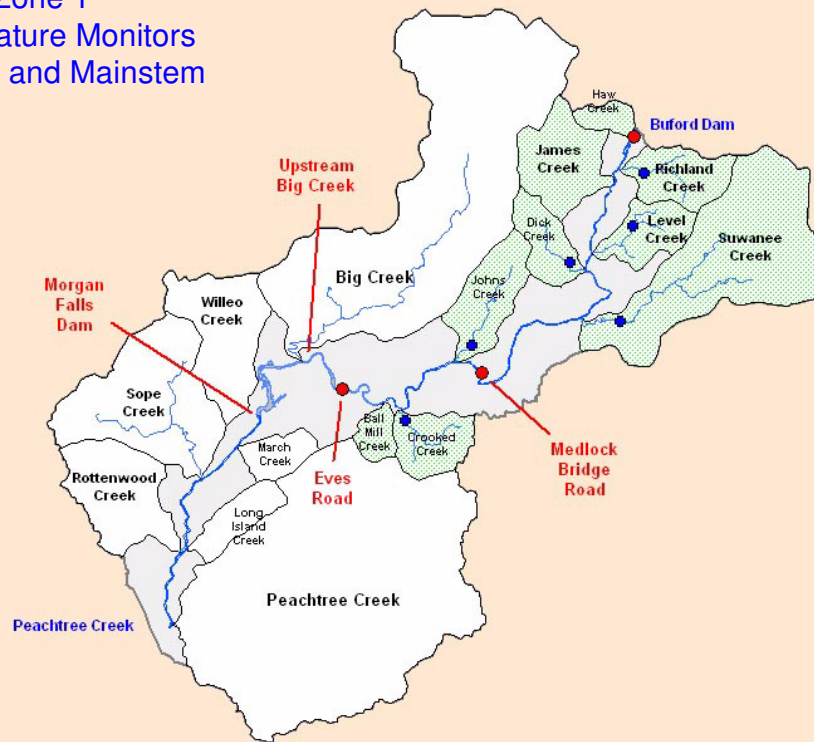 Zone 1
ature Monitors
and Mainstem
Haw
Creek
Buford Dam
James
Creek
Richland
Creek
Upstream
Big Creek
Dick
Creek
Level
Creek
Suwanee
Creek
Big Creek
Johns
Creek
Morgan
Falls
Dam
Willeo
Creek
Sope
Creek
Ball
Mill
Creek
Crooked
Creek
Medlock
Bridge
Road
March
Creek
Eves
Road
Rottenwood
Creek
Long
Island
Creek
Peachtree Creek
Peachtree Creek